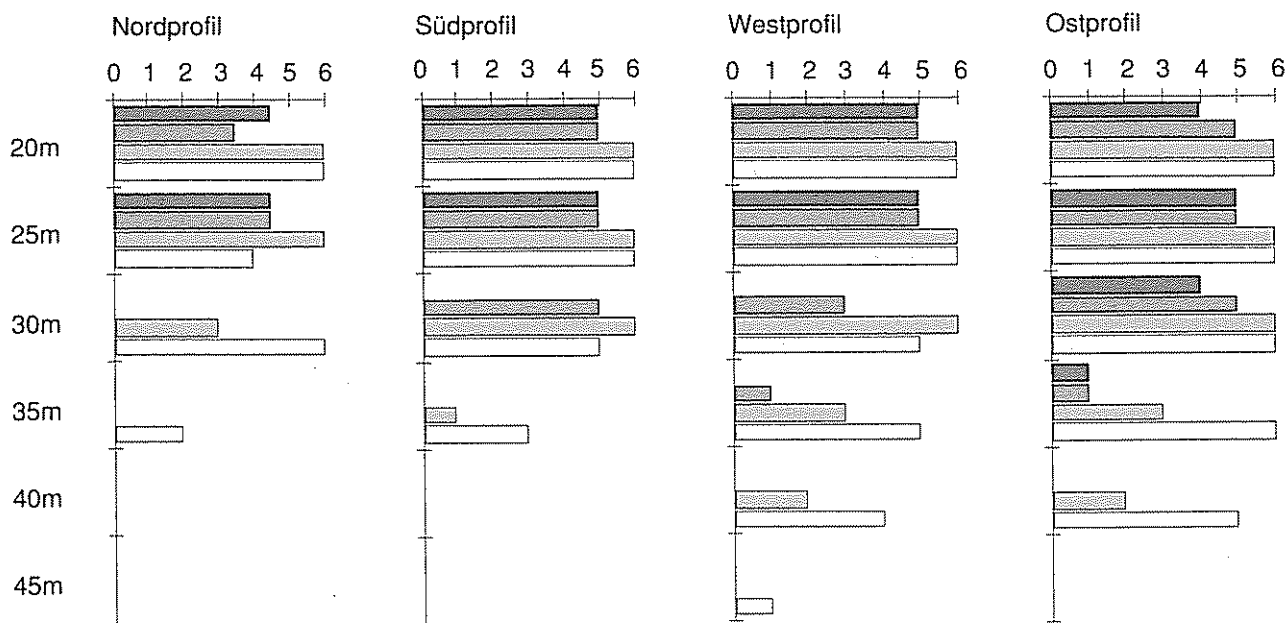 Nordprofil Südprofil Westprofil Ostprofil
0 1 2 3 4 5 6 0 1 2 3 4 5 6 0 1 2 3 4 5 6 0 1 2 3 4 5 6
20m
25m
30m
35m
40m
45m